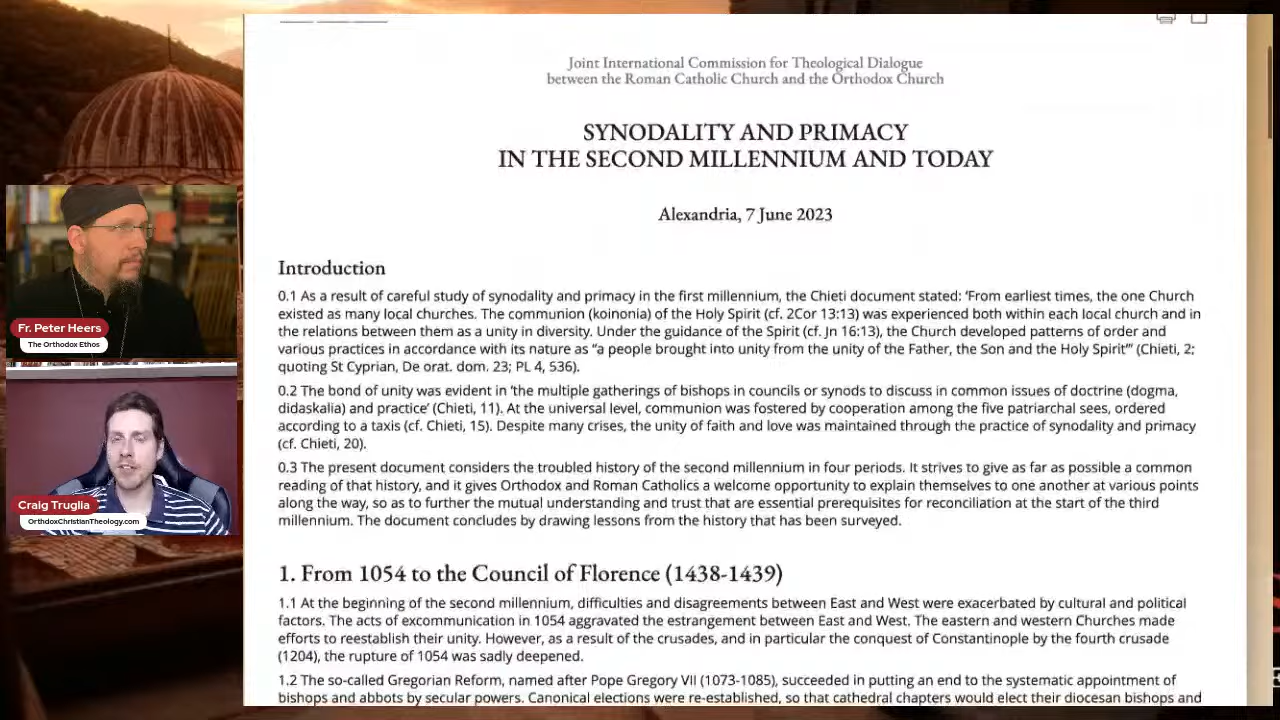 Joint International Commission for Theological Dialogue
between the Roman Catholic Church and the Orthodox Church
SYNODALITY AND PRIMACY
IN THE SECOND MILLENNIUM AND TODAY
Alexandria, 7 June 2023
Introduction
0.1 As a result of careful study of synodality and primacy in the first millennium, the Chieti document stated: ‘From earliest times, the one Church
existed as many local churches. The communion (koinonia) of the Holy Spirit (cf. 2Cor 13:13) was experienced both within each local church and in
the relations between them as a unity in diversity. Under the guidance of the Spirit (cf. Jn 16:13), the Church developed patterns of order and
various practices in accordance with its nature as “a people brought into unity from the unity of the Father, the Son and the Holy Spirit”’ (Chieti, 2;
quoting St Cyprian, De orat. dom. 23; PL 4, 536).
0.2 The bond of unity was evident in ‘the multiple gatherings of bishops in councils or synods to discuss in common issues of doctrine (dogma,
didaskalia) and practice’ (Chieti, 11). At the universal level, communion was fostered by cooperation among the five patriarchal sees, ordered
according to a taxis (cf. Chieti, 15). Despite many crises, the unity of faith and love was maintained through the practice of synodality and primacy
(cf. Chieti, 20).
0.3 The present document considers the troubled history of the second millennium in four periods. It strives to give as far as possible a common
reading of that history, and it gives Orthodox and Roman Catholics a welcome opportunity to explain themselves to one another at various points
along the way, so as to further the mutual understanding and trust that are essential prerequisites for reconciliation at the start of the third
millennium. The document concludes by drawing lessons from the history that has been surveyed.
1. From 1054 to the Council of Florence (1438-1439)
1.1 At the beginning of the second millennium, difficulties and disagreements between East and West were exacerbated by cultural and political
factors. The acts of excommunication in 1054 aggravated the estrangement between East and West. The eastern and western Churches made
efforts to reestablish their unity. However, as a result of the crusades, and in particular the conquest of Constantinople by the fourth crusade
(1204), the rupture of 1054 was sadly deepened.
1.2 The so-called Gregorian Reform, named after Pope Gregory VII (1073-1085), succeeded in putting an end to the systematic appointment of
bishops and abbots by secular powers. Canonical elections were re-established, so that cathedral chapters would elect their diocesan bishops and
Fr. Peter Heers
The Orthodox Ethos
Craig Truglia
OrthodoxChristianTheology.com